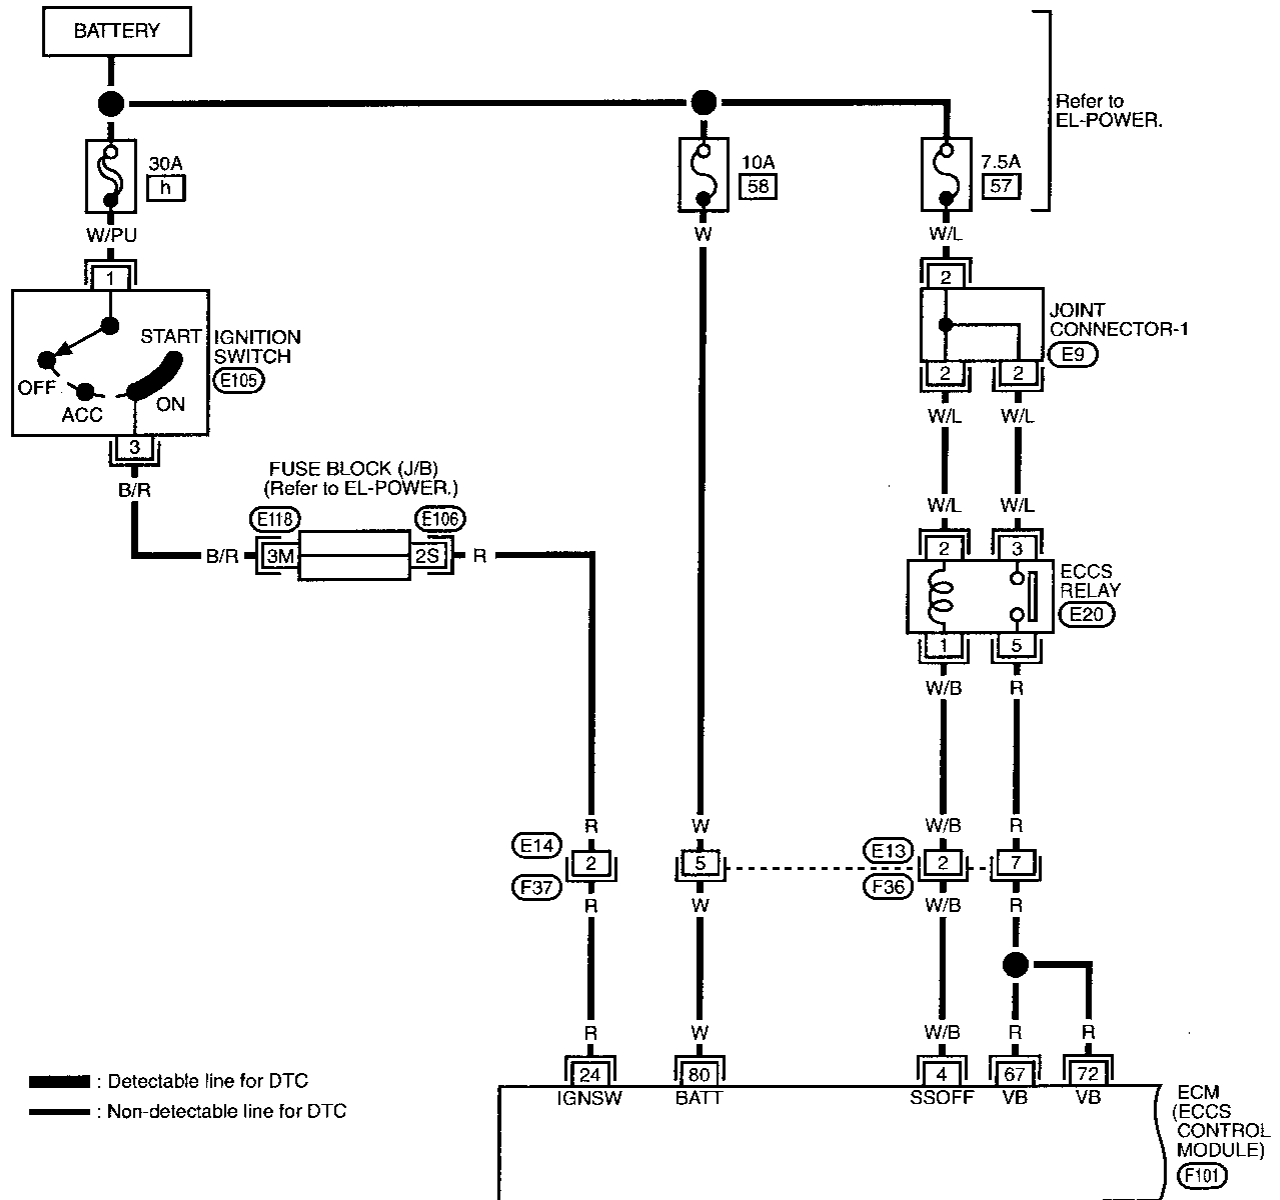 BATTERY
Refer to
EL-POWER.
30A
h
10A
58
7.5A
57
W/PU
W
W/L
1
2
START
IGNITION
SWITCH
E105
OFF
ACC
ON
JOINT
CONNECTOR-1
E9
2
2
W/L
W/L
3
B/R
FUSE BLOCK (J/B)
(Refer to EL-POWER.)
E118
E106
B/R
3M
2S
R
W/L
W/L
2
3
ECCS
RELAY
E20
1
5
W/B
R
R
W
W/B
R
E14
2
5
E13
2
7
F37
F36
R
W
W/B
R
R
W
W/B
R
R
24
80
4
67
72
IGNSW
BATT
SSOFF
VB
VB
: Detectable line for DTC
: Non-detectable line for DTC
ECM
(ECCS
CONTROL
MODULE)
F101